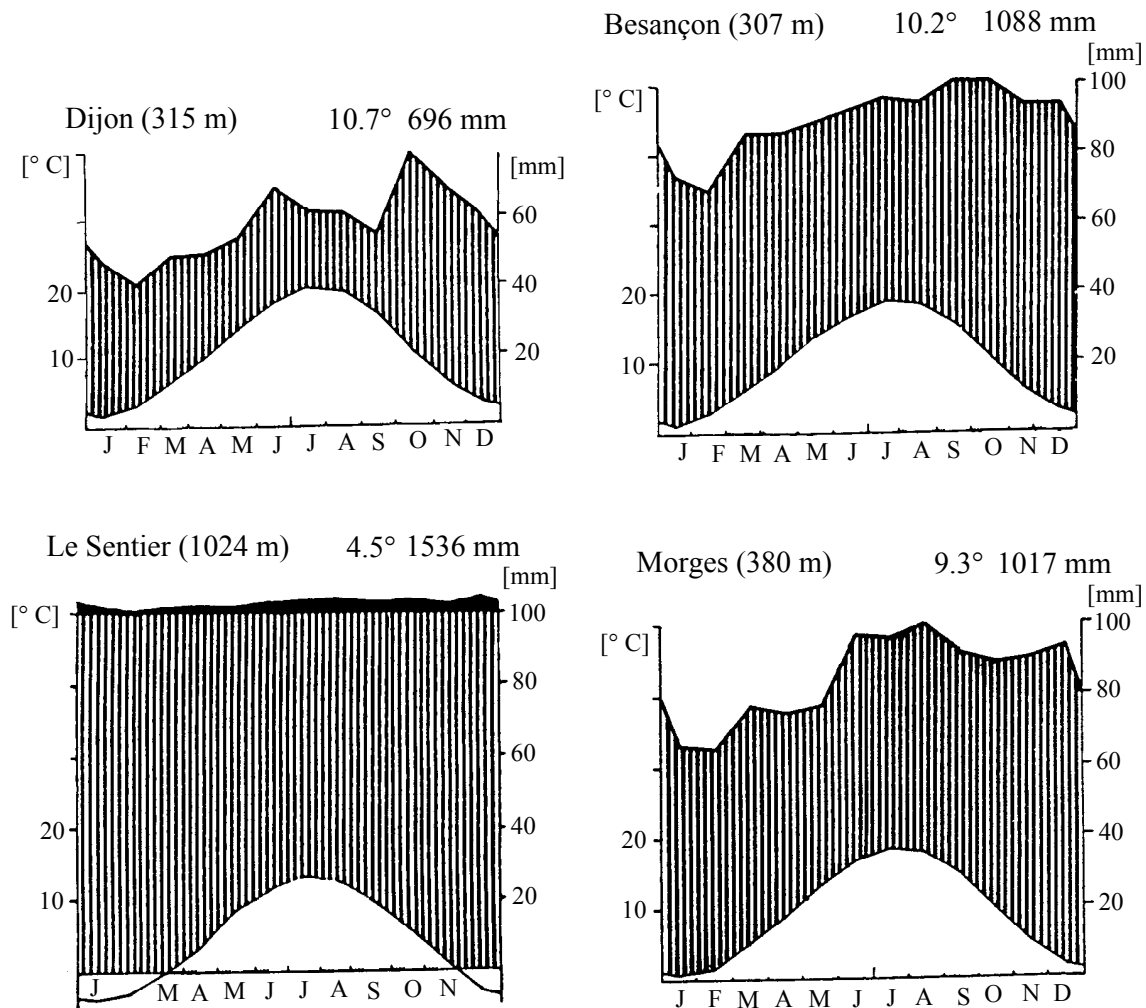 Dijon (315 m) 10.7° 696 mm
[° C] [mm]
60
20 40
10 20
J F M A M J J A S O N D
Besançon (307 m) 10.2° 1088 mm
[° C] [mm]
100
80
60
20 40
10 20
J F M A M J J A S O N D
Le Sentier (1024 m) 4.5° 1536 mm
[° C] [mm]
100
80
60
20 40
10 20
J M A M J J A S O N
Morges (380 m) 9.3° 1017 mm
[° C] [mm]
100
80
60
20 40
10 20
J F M A M J J A S O N D